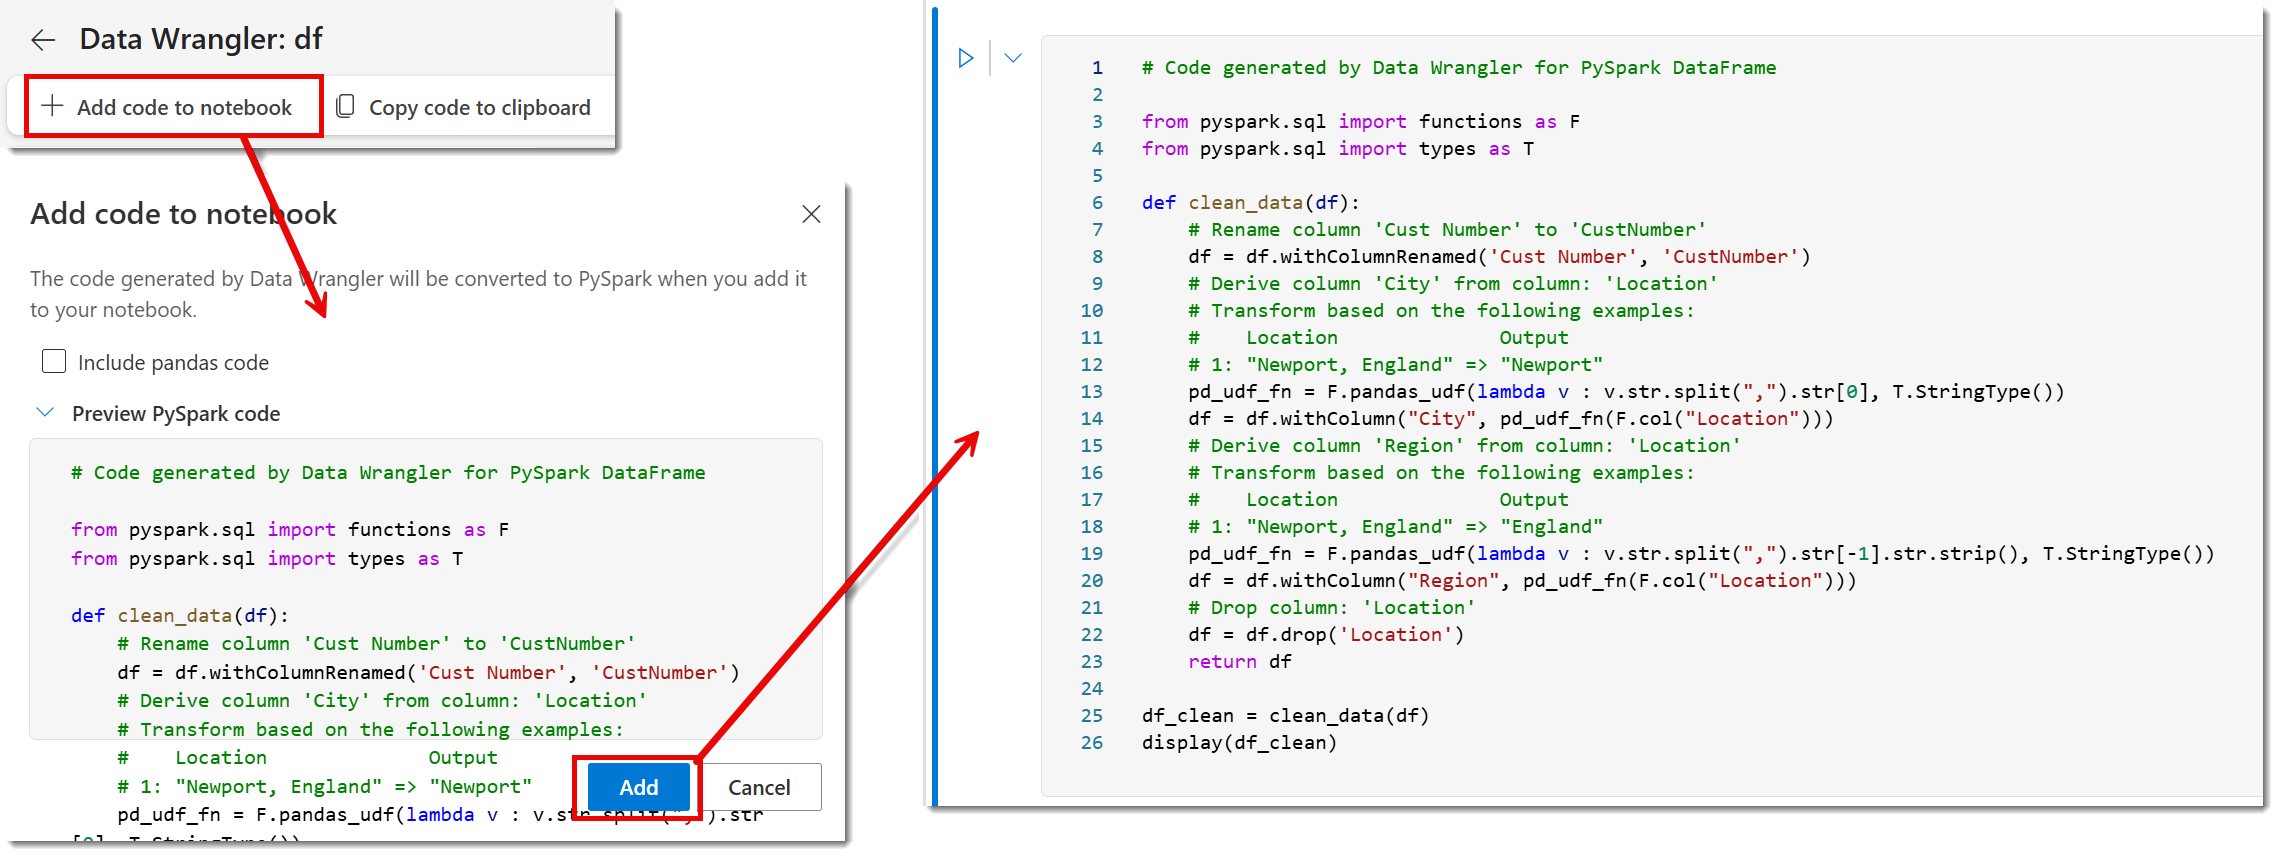 Data Wrangler: df
Add code to notebook
Copy code to clipboard
Add code to notebook
The code generated by Data Wrangler will be converted to PySpark when you add it
to your notebook.
Include pandas code
Preview PySpark code
# Code generated by Data Wrangler for PySpark DataFrame
from pyspark.sql import functions as F
from pyspark.sql import types as T
def clean_data(df):
    # Rename column 'Cust Number' to 'CustNumber'
    df = df.withColumnRenamed('Cust Number', 'CustNumber')
    # Derive column 'City' from column: 'Location'
    # Transform based on the following examples:
    #    Location              Output
    # 1: "Newport, England" => "Newport"
    pd_udf_fn = F.pandas_udf(lambda v : v.str.split(",").str
[0], T.StringType())
Add
Cancel
1 # Code generated by Data Wrangler for PySpark DataFrame
2
3 from pyspark.sql import functions as F
4 from pyspark.sql import types as T
5
6 def clean_data(df):
7     # Rename column 'Cust Number' to 'CustNumber'
8     df = df.withColumnRenamed('Cust Number', 'CustNumber')
9     # Derive column 'City' from column: 'Location'
10     # Transform based on the following examples:
11     #    Location              Output
12     # 1: "Newport, England" => "Newport"
13     pd_udf_fn = F.pandas_udf(lambda v : v.str.split(",").str[0], T.StringType())
14     df = df.withColumn("City", pd_udf_fn(F.col("Location")))
15     # Derive column 'Region' from column: 'Location'
16     # Transform based on the following examples:
17     #    Location              Output
18     # 1: "Newport, England" => "England"
19     pd_udf_fn = F.pandas_udf(lambda v : v.str.split(",").str[-1].str.strip(), T.StringType())
20     df = df.withColumn("Region", pd_udf_fn(F.col("Location")))
21     # Drop column: 'Location'
22     df = df.drop('Location')
23     return df
24
25 df_clean = clean_data(df)
26 display(df_clean)